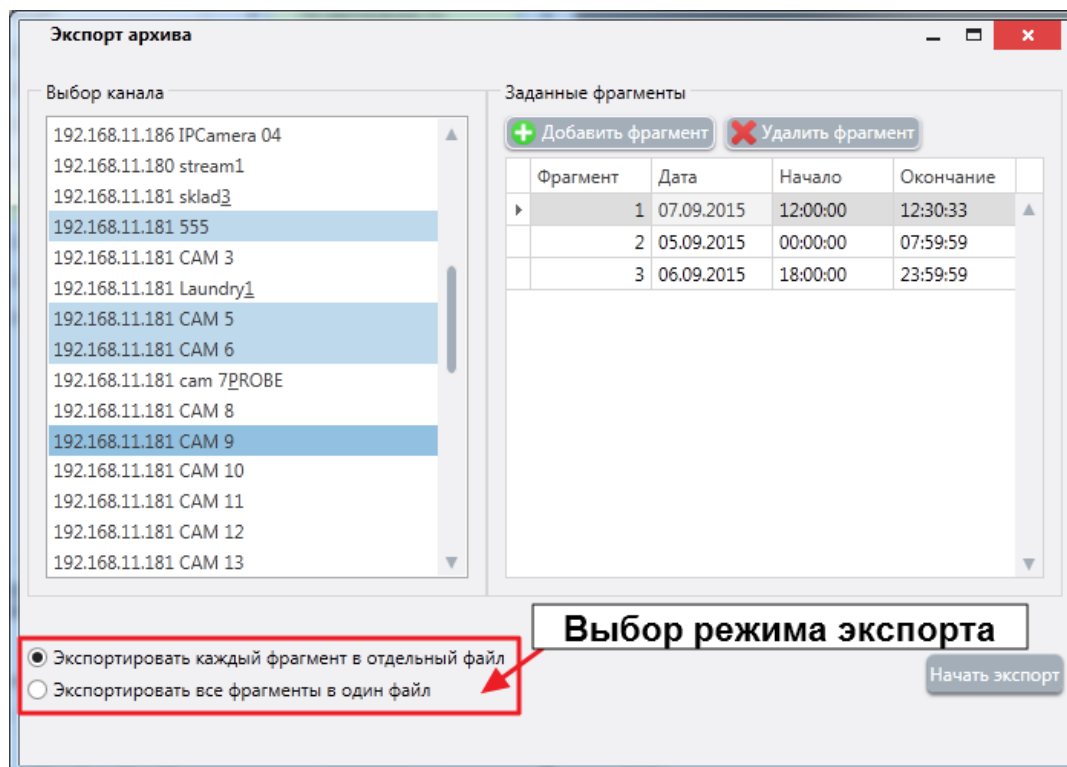 Экспорт архива
Выбор канала
192.168.11.186 IPCamera 04
192.168.11.180 stream1
192.168.11.181 sklad3
192.168.11.181 555
192.168.11.181 CAM 3
192.168.11.181 Laundry1
192.168.11.181 CAM 5
192.168.11.181 CAM 6
192.168.11.181 cam 7PROBE
192.168.11.181 CAM 8
192.168.11.181 CAM 9
192.168.11.181 CAM 10
192.168.11.181 CAM 11
192.168.11.181 CAM 12
192.168.11.181 CAM 13
Заданные фрагменты
Добавить фрагмент Удалить фрагмент
Фрагмент Дата Начало Окончание
1 07.09.2015 12:00:00 12:30:33
2 05.09.2015 00:00:00 07:59:59
3 06.09.2015 18:00:00 23:59:59
Выбор режима экспорта
Экспортировать каждый фрагмент в отдельный файл
Экспортировать все фрагменты в один файл
Начать экспорт